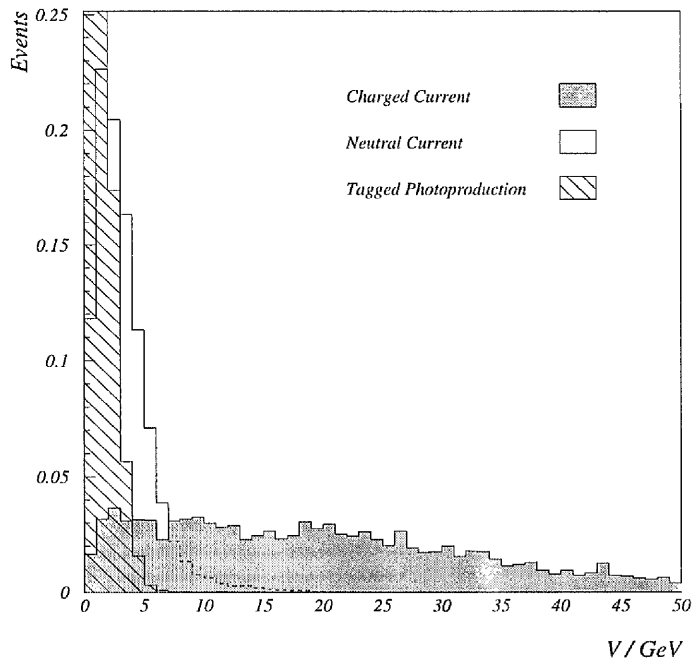 Events
0.25
0.2
0.15
0.1
0.05
0
Charged Current
Neutral Current
Tagged Photoproduction
0 5 10 15 20 25 30 35 40 45 50
V / GeV